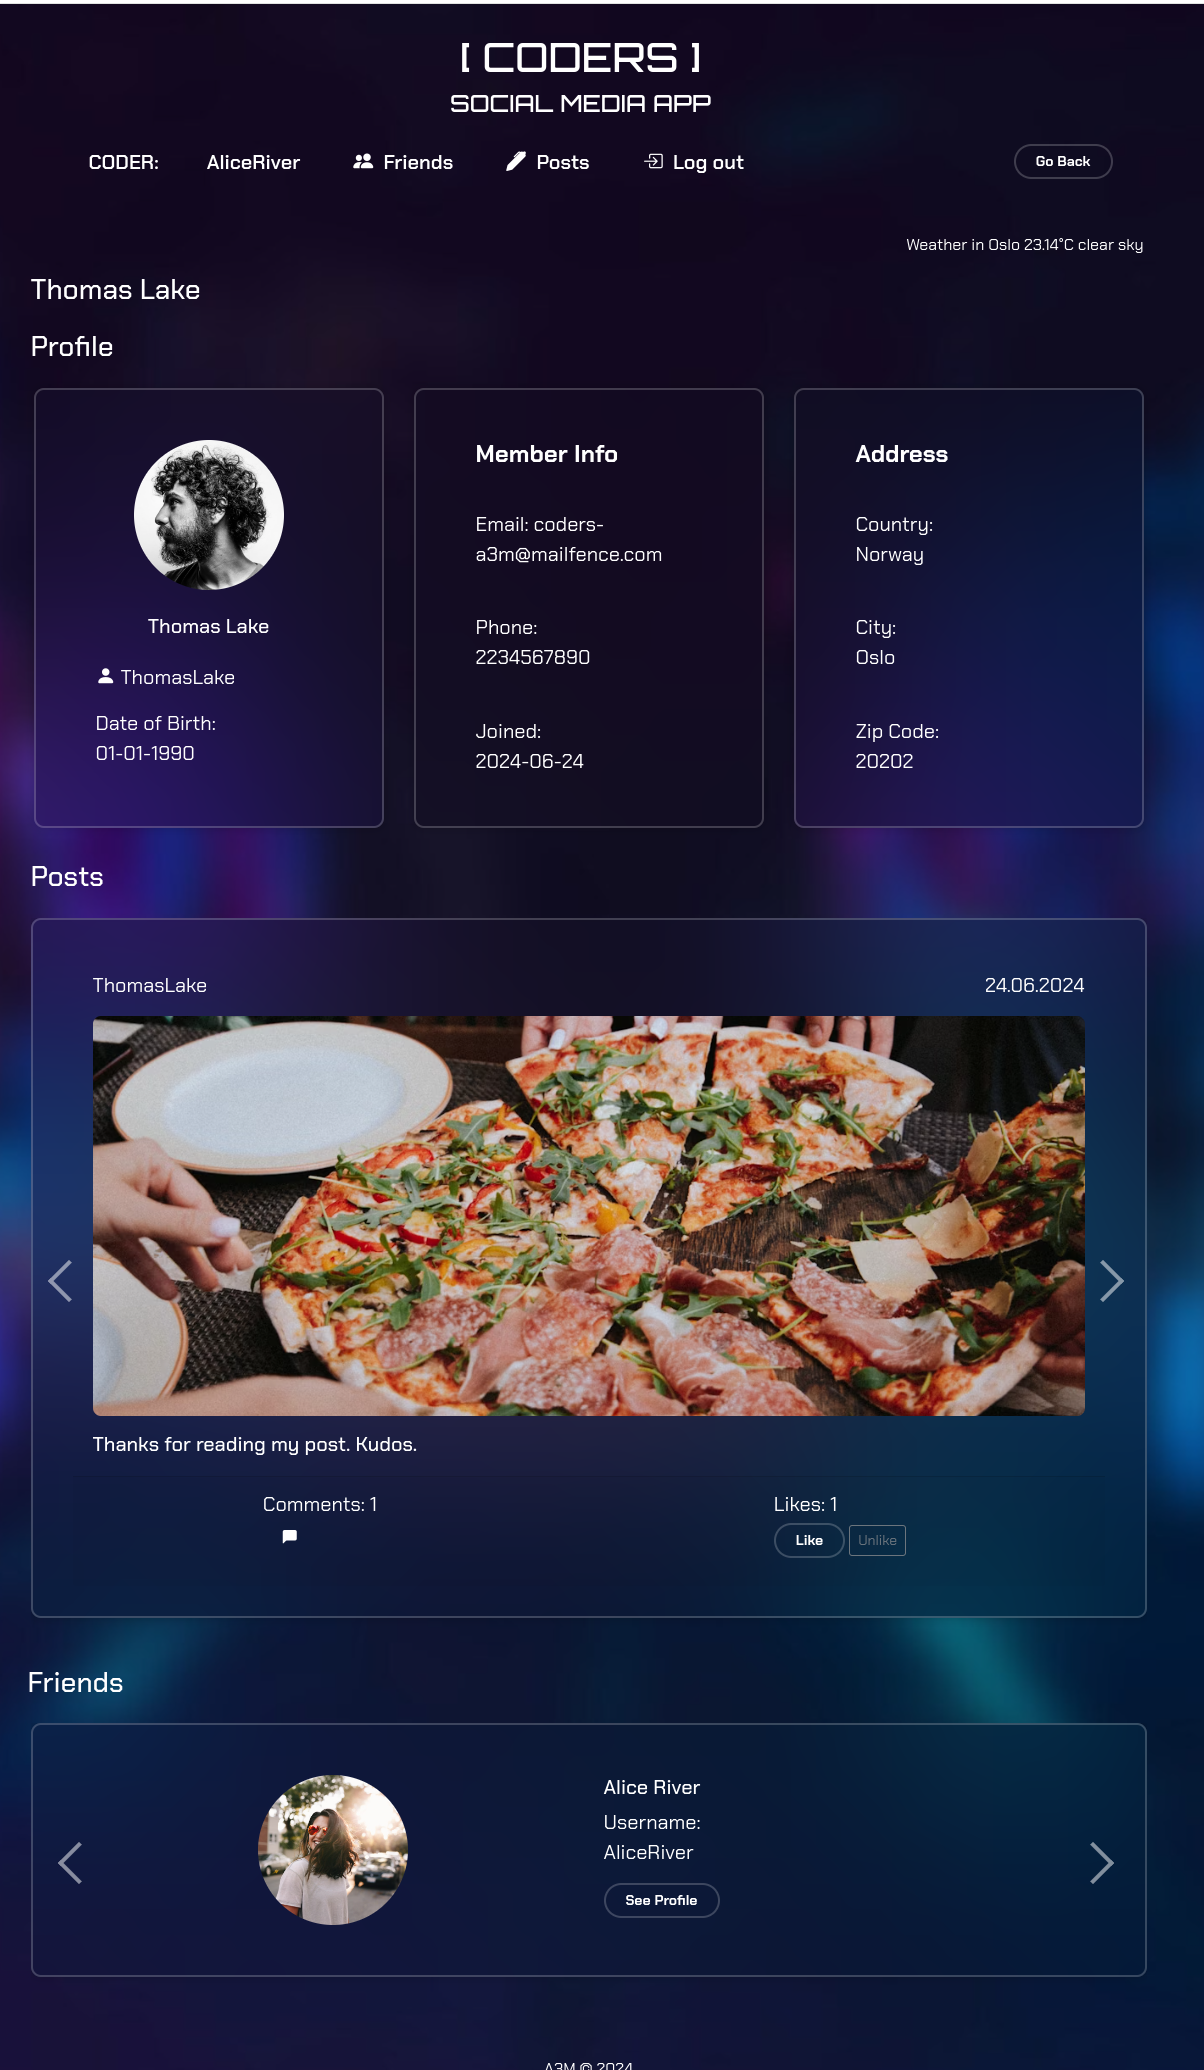 [ CODERS ]
SOCIAL MEDIA APP
CODER: AliceRiver Friends Posts Log out Go Back
Weather in Oslo 23.14°C clear sky
Thomas Lake
Profile
Thomas Lake
ThomasLake
Date of Birth:
01-01-1990
Member Info
Email: coders-
a3m@mailfence.com
Phone:
2234567890
Joined:
2024-06-24
Address
Country:
Norway
City:
Oslo
Zip Code:
20202
Posts
ThomasLake 24.06.2024
Thanks for reading my post. Kudos.
Comments: 1
Likes: 1
Like Unlike
Friends
Alice River
Username:
AliceRiver
See Profile
A3M © 2024